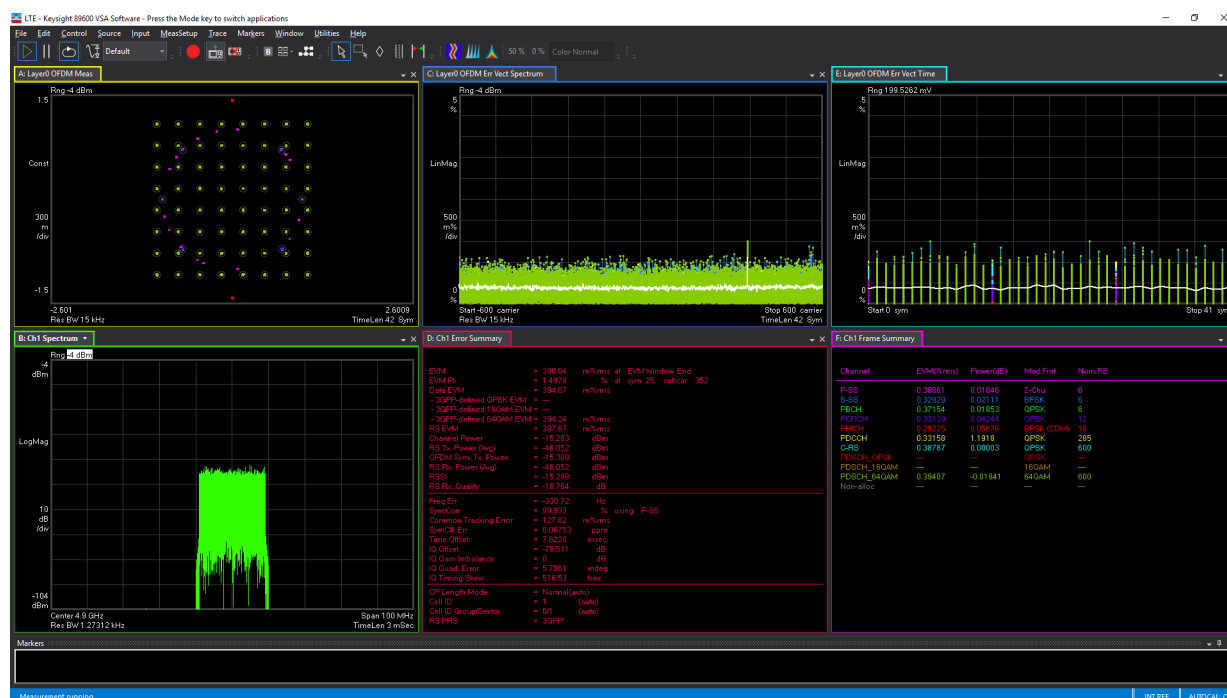 LTE - Keysight 89600 VSA Software - Press the Mode key to switch applications
File Edit Control Source Input MeasSetup Trace Markers Window Utilities Help
Default
50 % 0 % Color Normal
A: Layer0 OFDM Meas
Rng -4 dBm
1.5
Const
300
m
/div
-1.5
-2.601 2.6009
Res BW 15 kHz TimeLen 42 Sym
C: Layer0 OFDM Err Vect Spectrum
Rng -4 dBm
5
%
LinMag
500
m%
/div
0
%
Start -600 carrier Stop 600 carrier
Res BW 15 kHz TimeLen 42 Sym
E: Layer0 OFDM Err Vect Time
Rng 199.5262 mV
5
%
LinMag
500
m%
/div
0
%
Start 0 sym Stop 41 sym
B: Ch1 Spectrum
Rng -4 dBm
-4
dBm
LogMag
10
dB
/div
-104
dBm
Center 4.9 GHz Span 100 MHz
Res BW 1.27312 kHz TimeLen 3 mSec
D: Ch1 Error Summary
EVM = 390.04 m%rms at EVMWindow End
EVM Pk = 1.4979 % at sym 25, subcar 352
Data EVM = 394.07 m%rms
- 3GPP-defined QPSK EVM = —
- 3GPP-defined 16QAM EVM = —
- 3GPP-defined 64QAM EVM = 394.24 m%rms
RS EVM = 387.87 m%rms
Channel Power = -15.283 dBm
RS Tx. Power (Avg) = -46.052 dBm
OFDM Sym. Tx. Power = -15.308 dBm
RS Rx. Power (Avg) = -46.052 dBm
RSSI = -15.288 dBm
RS Rx. Quality = -10.764 dB
Freq Err = -330.72 Hz
SyncCorr = 99.933 % using P-SS
Common Tracking Error = 127.82 m%rms
SymClk Err = 0.06753 ppm
Time Offset = 7.6220 msec
IQ Offset = -79.511 dB
IQ Gain Imbalance = 0 dB
IQ Quad. Error = 5.7061 mdeg
IQ Timing Skew = 516.53 fsec
CP Length Mode = Normal(auto)
Cell ID = 1 (auto)
Cell ID Group/Sector = 0/1 (auto)
RS PRS = 3GPP
F: Ch1 Frame Summary
Channel EVM(%rms) Power(dB) Mod Fmt Num RB
P-SS 0.38661 0.01846 Z-Chu 6
S-SS 0.32929 0.02111 BPSK 6
PBCH 0.37154 0.01853 QPSK 6
PCFICH 0.33139 0.04244 QPSK 12
PHICH 0.29225 0.05676 BPSK (CDM) 18
PDCCH 0.33158 1.1918 QPSK 285
C-RS 0.38787 0.00003 QPSK 600
PDSCH_QPSK — — QPSK —
PDSCH_16QAM — — 16QAM —
PDSCH_64QAM 0.39407 -0.01841 64QAM 600
Non-alloc — — — —
Markers
Measurement running INT REF AUTOCAL: